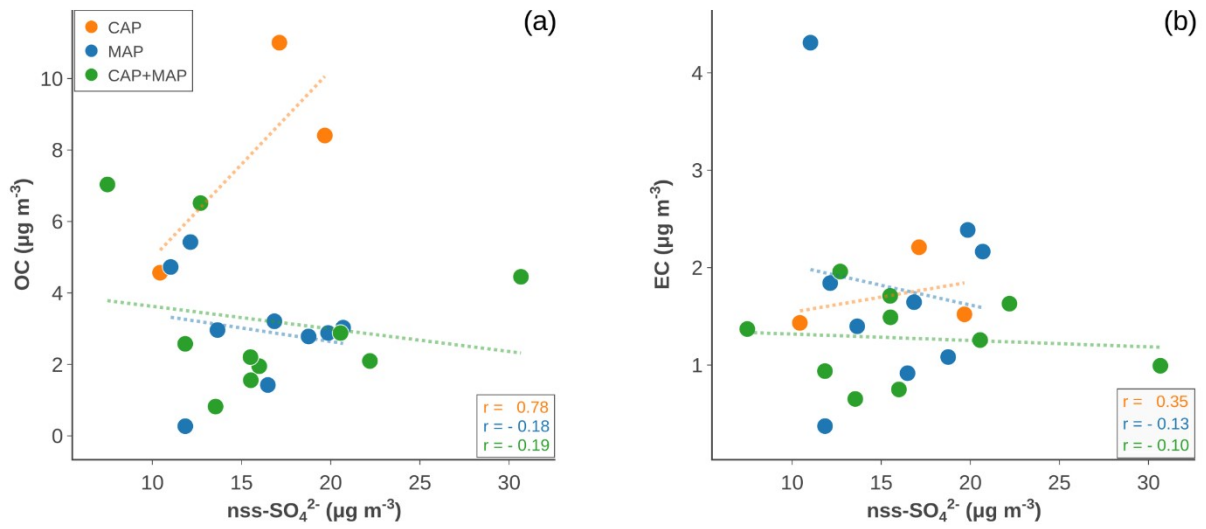 (a)
CAP
MAP
CAP+MAP
10
8
6
4
2
0
OC (µg m⁻³)
10
15
20
25
30
nss-SO₄²⁻ (µg m⁻³)
r = 0.78
r = - 0.18
r = - 0.19
(b)
4
3
2
1
EC (µg m⁻³)
10
15
20
25
30
nss-SO₄²⁻ (µg m⁻³)
r = 0.35
r = - 0.13
r = - 0.10